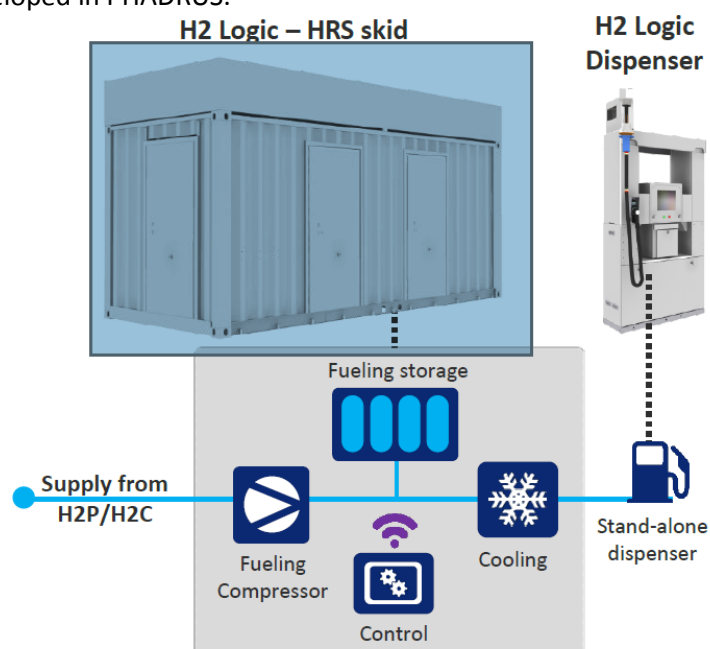 H2 Logic – HRS skid
H2 Logic
Dispenser
Fueling storage
Supply from
H2P/H2C
Fueling
Compressor
Cooling
Stand-alone
dispenser
Control